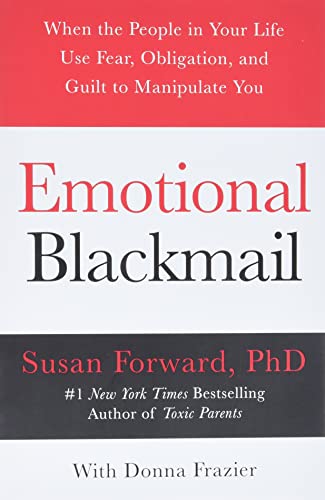 When the People in Your Life
Use Fear, Obligation, and
Guilt to Manipulate You
Emotional
Blackmail
Susan Forward, PhD
#1 New York Times Bestselling
Author of Toxic Parents
With Donna Frazier